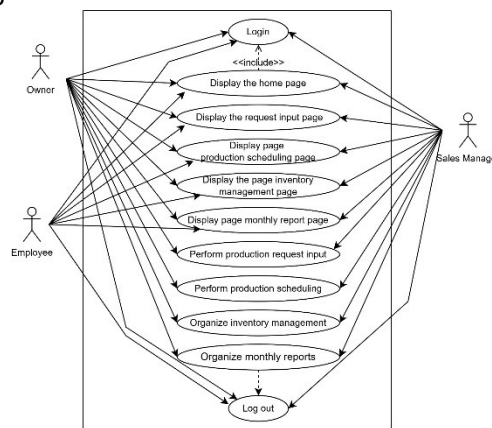 Login
<<include>>
Display the home page
Owner
Display the request input page
Display page
production scheduling page
Sales Manag
Display the page inventory
management page
Display page monthly report page
Employee
Perform production request input
Perform production scheduling
Organize inventory management
Organize monthly reports
Log out